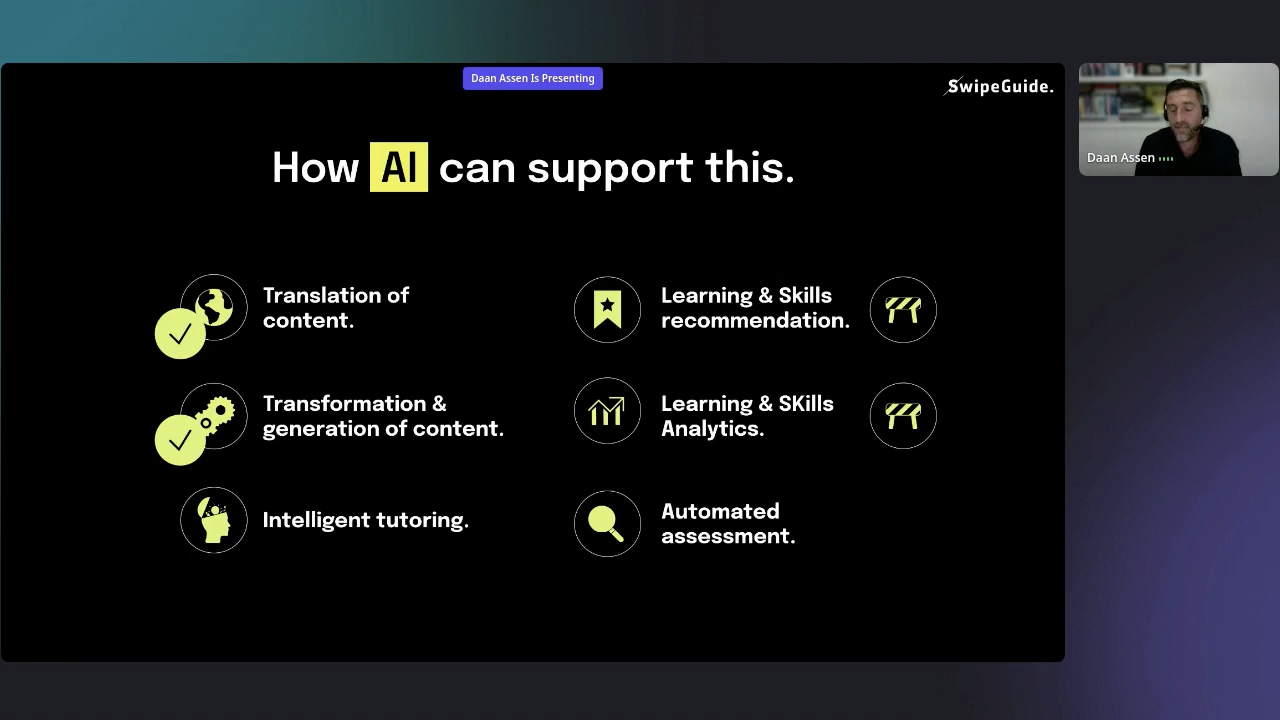 Daan Assen Is Presenting
SwipeGuide.
Daan Assen
How AI can support this.
Translation of
content.
Learning & Skills
recommendation.
Transformation &
generation of content.
Learning & SKills
Analytics.
Intelligent tutoring.
Automated
assessment.